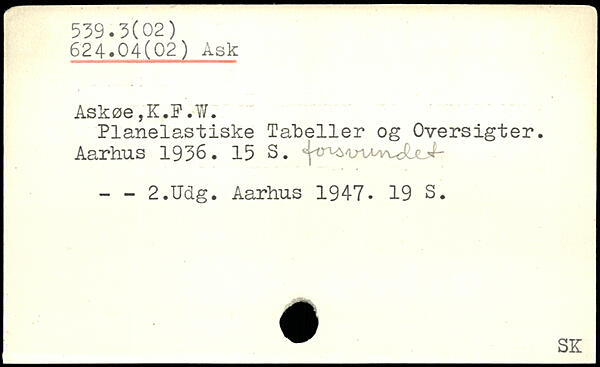 539.3(02)
624.04(02) Ask
Askøe,K.F.W.
Planelastiske Tabeller og Oversigter.
Aarhus 1936. 15 S. forsvundet
- - 2.Udg. Aarhus 1947. 19 S.
SK